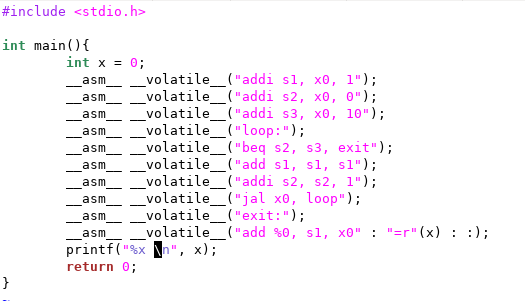 #include <stdio.h>

int main(){
        int x = 0;
        __asm__ __volatile__("addi s1, x0, 1");
        __asm__ __volatile__("addi s2, x0, 0");
        __asm__ __volatile__("addi s3, x0, 10");
        __asm__ __volatile__("loop:");
        __asm__ __volatile__("beq s2, s3, exit");
        __asm__ __volatile__("add s1, s1, s1");
        __asm__ __volatile__("addi s2, s2, 1");
        __asm__ __volatile__("jal x0, loop");
        __asm__ __volatile__("exit:");
        __asm__ __volatile__("add %0, s1, x0" : "=r"(x) : :);
        printf("%x \n", x);
        return 0;
}